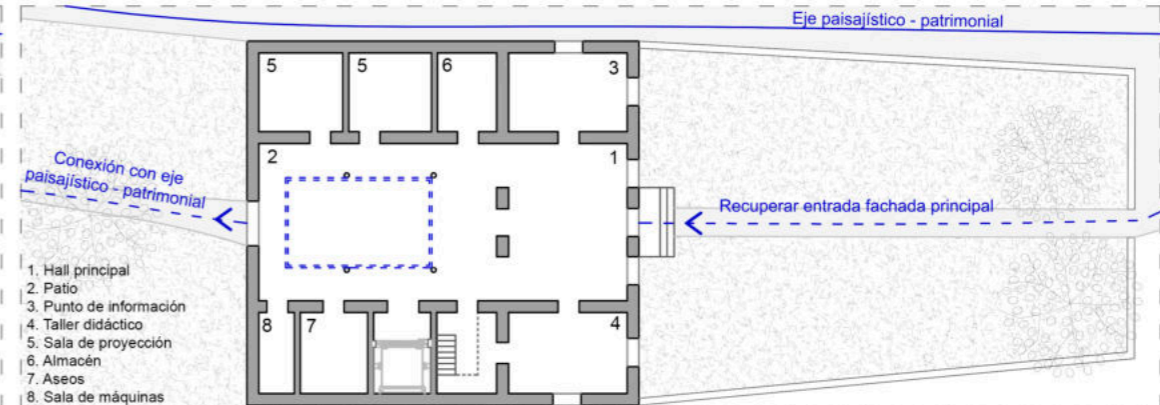 Eje paisajístico - patrimonial
5
5
6
3
2
1
Conexión con eje
paisajístico - patrimonial
Recuperar entrada fachada principal
1. Hall principal
2. Patio
3. Punto de información
4. Taller didáctico
5. Sala de proyección
6. Almacén
7. Aseos
8. Sala de máquinas
8
7
4